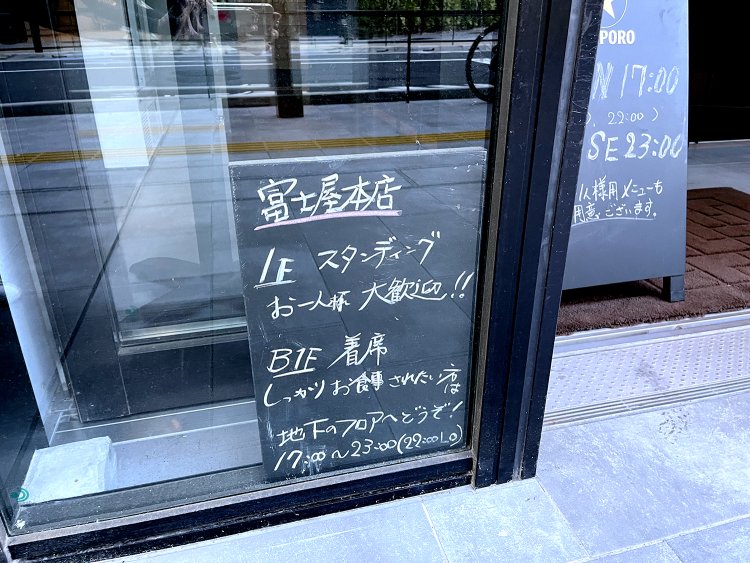 富士屋本店
1F スタンディング
お一人様 大歓迎!!
B1F 着席
しっかりお食事されたい方は
地下のフロアへどうぞ!
17:00~23:00(22:00 L.O)
PPORO
N 17:00
22:00)
SE 23:00
1人様用メニューも
用意ございます。